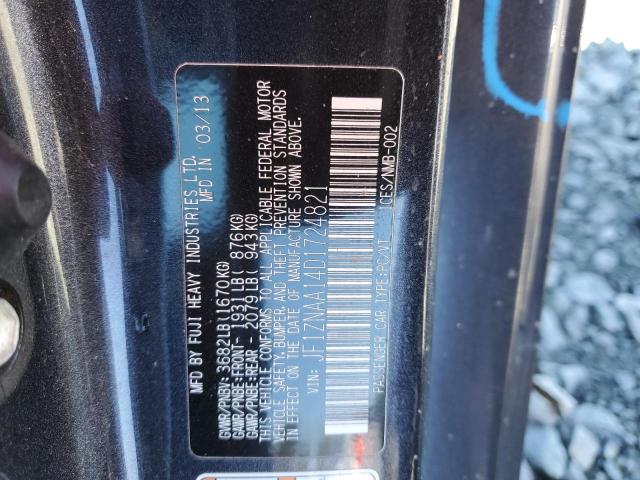 MFD BY FUJI HEAVY INDUSTRIES LTD.
MADE IN 03/13
GVWR/PNBV: 3682LB(1670KG)
GAWR/PNBE-FRONT- 1931LB( 876KG)
GAWR/PNBE-REAR - 2079LB( 943KG)
THIS VEHICLE CONFORMS TO ALL APPLICABLE FEDERAL MOTOR
VEHICLE SAFETY, BUMPER, AND THEFT PREVENTION STANDARDS
IN EFFECT ON THE DATE OF MANUFACTURE SHOWN ABOVE.
VIN: JF1ZNAA14D1724821
PASSENGER CAR TYPE:PC/VT 1CES/NMB-002